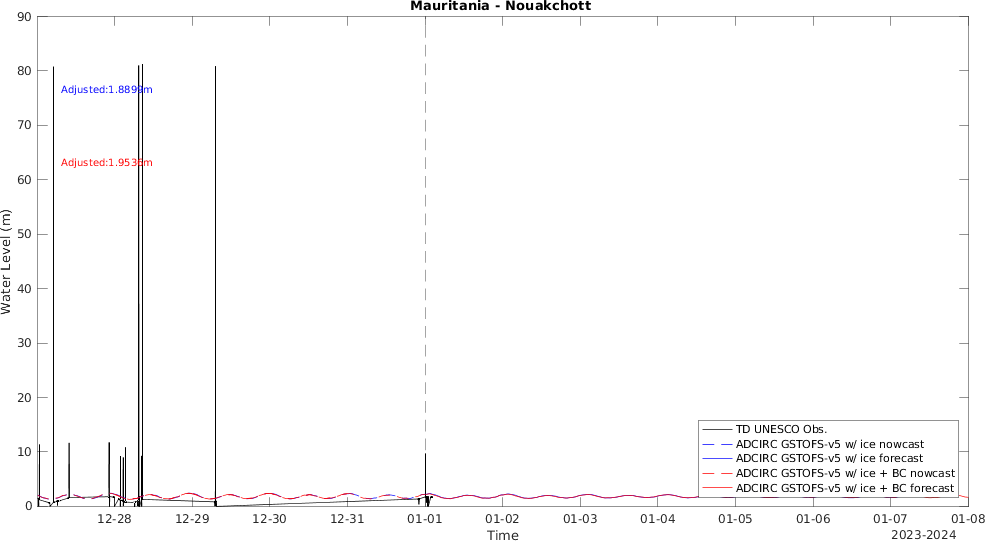 Mauritania - Nouakchott
90
80
70
60
50
40
30
20
10
0
Water Level (m)
Adjusted:1.8899m
Adjusted:1.9536m
TD UNESCO Obs.
ADCIRC GSTOFS-v5 w/ ice nowcast
ADCIRC GSTOFS-v5 w/ ice forecast
ADCIRC GSTOFS-v5 w/ ice + BC nowcast
ADCIRC GSTOFS-v5 w/ ice + BC forecast
12-28 12-29 12-30 12-31 01-01 01-02 01-03 01-04 01-05 01-06 01-07 01-08
Time
2023-2024